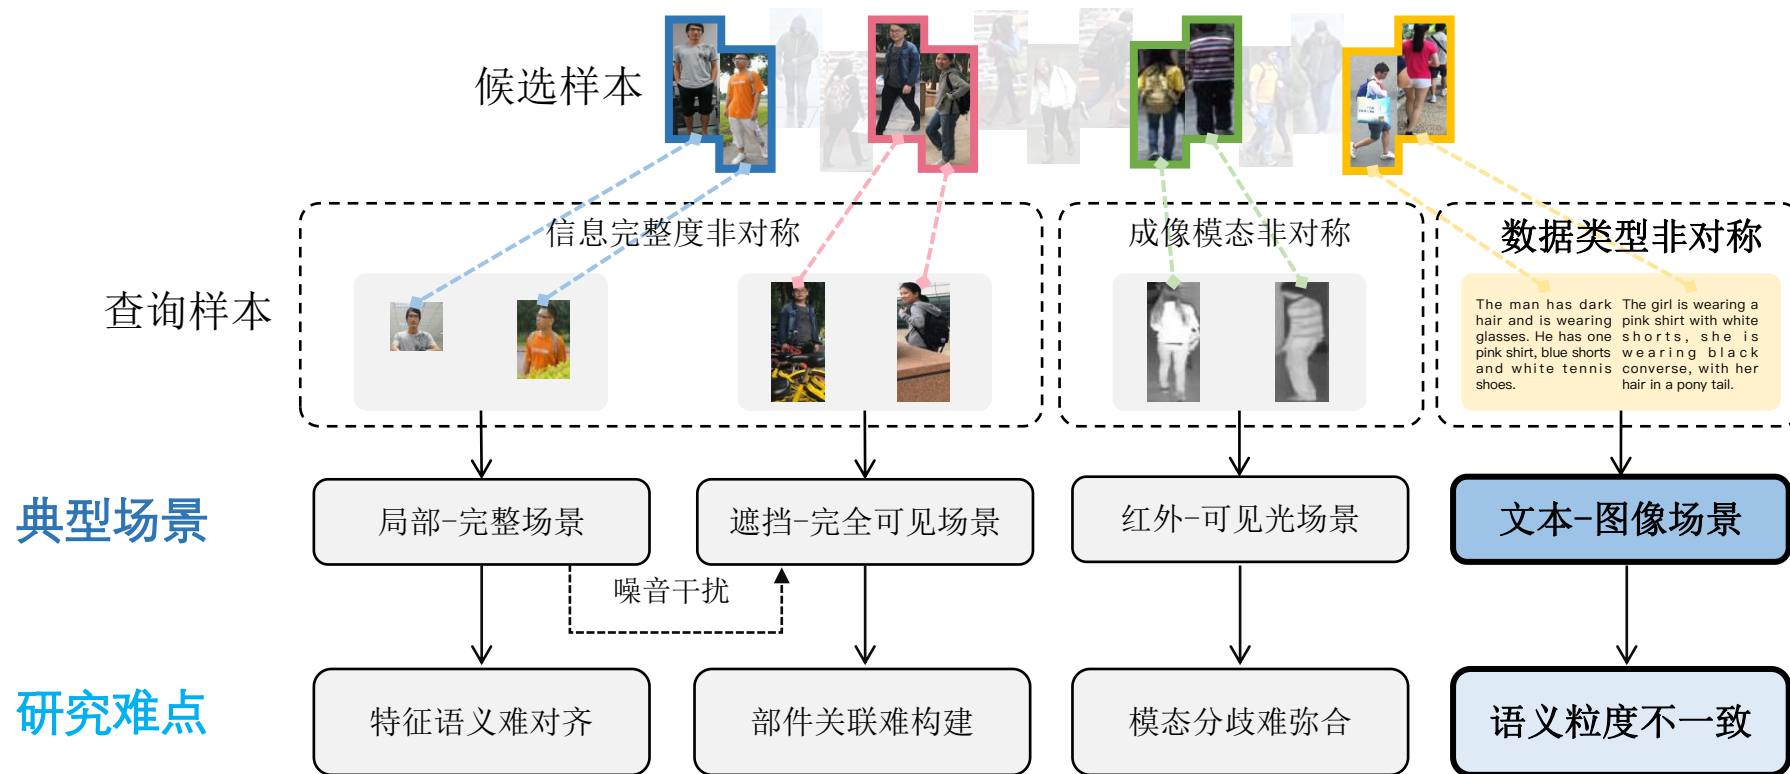 候选样本
信息完整度非对称
成像模态非对称
数据类型非对称
查询样本
The man has dark
hair and is wearing
glasses. He has one
pink shirt, blue shorts
and white tennis
shoes.
The girl is wearing a
pink shirt with white
shorts, she is
wearing black
converse, with her
hair in a pony tail.
典型场景
局部-完整场景
遮挡-完全可见场景
红外-可见光场景
文本-图像场景
噪音干扰
研究难点
特征语义难对齐
部件关联难构建
模态分歧难弥合
语义粒度不一致